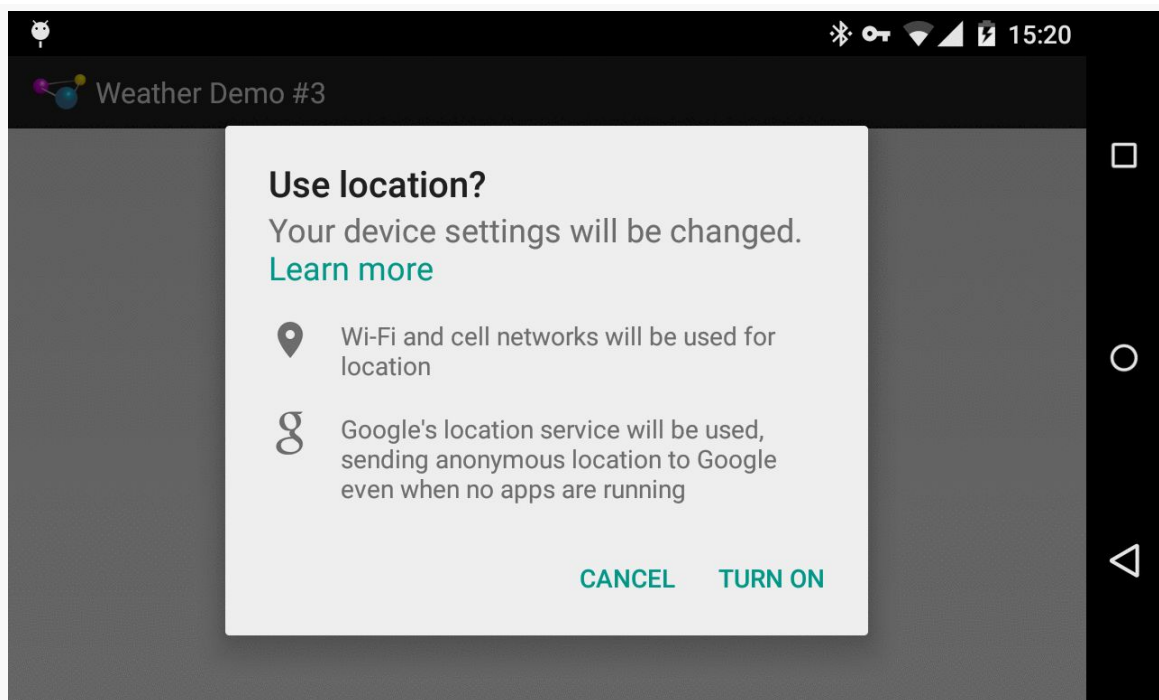 15:20
Weather Demo #3
Use location?
Your device settings will be changed.
Learn more
Wi-Fi and cell networks will be used for
location
g
Google's location service will be used,
sending anonymous location to Google
even when no apps are running
CANCEL TURN ON